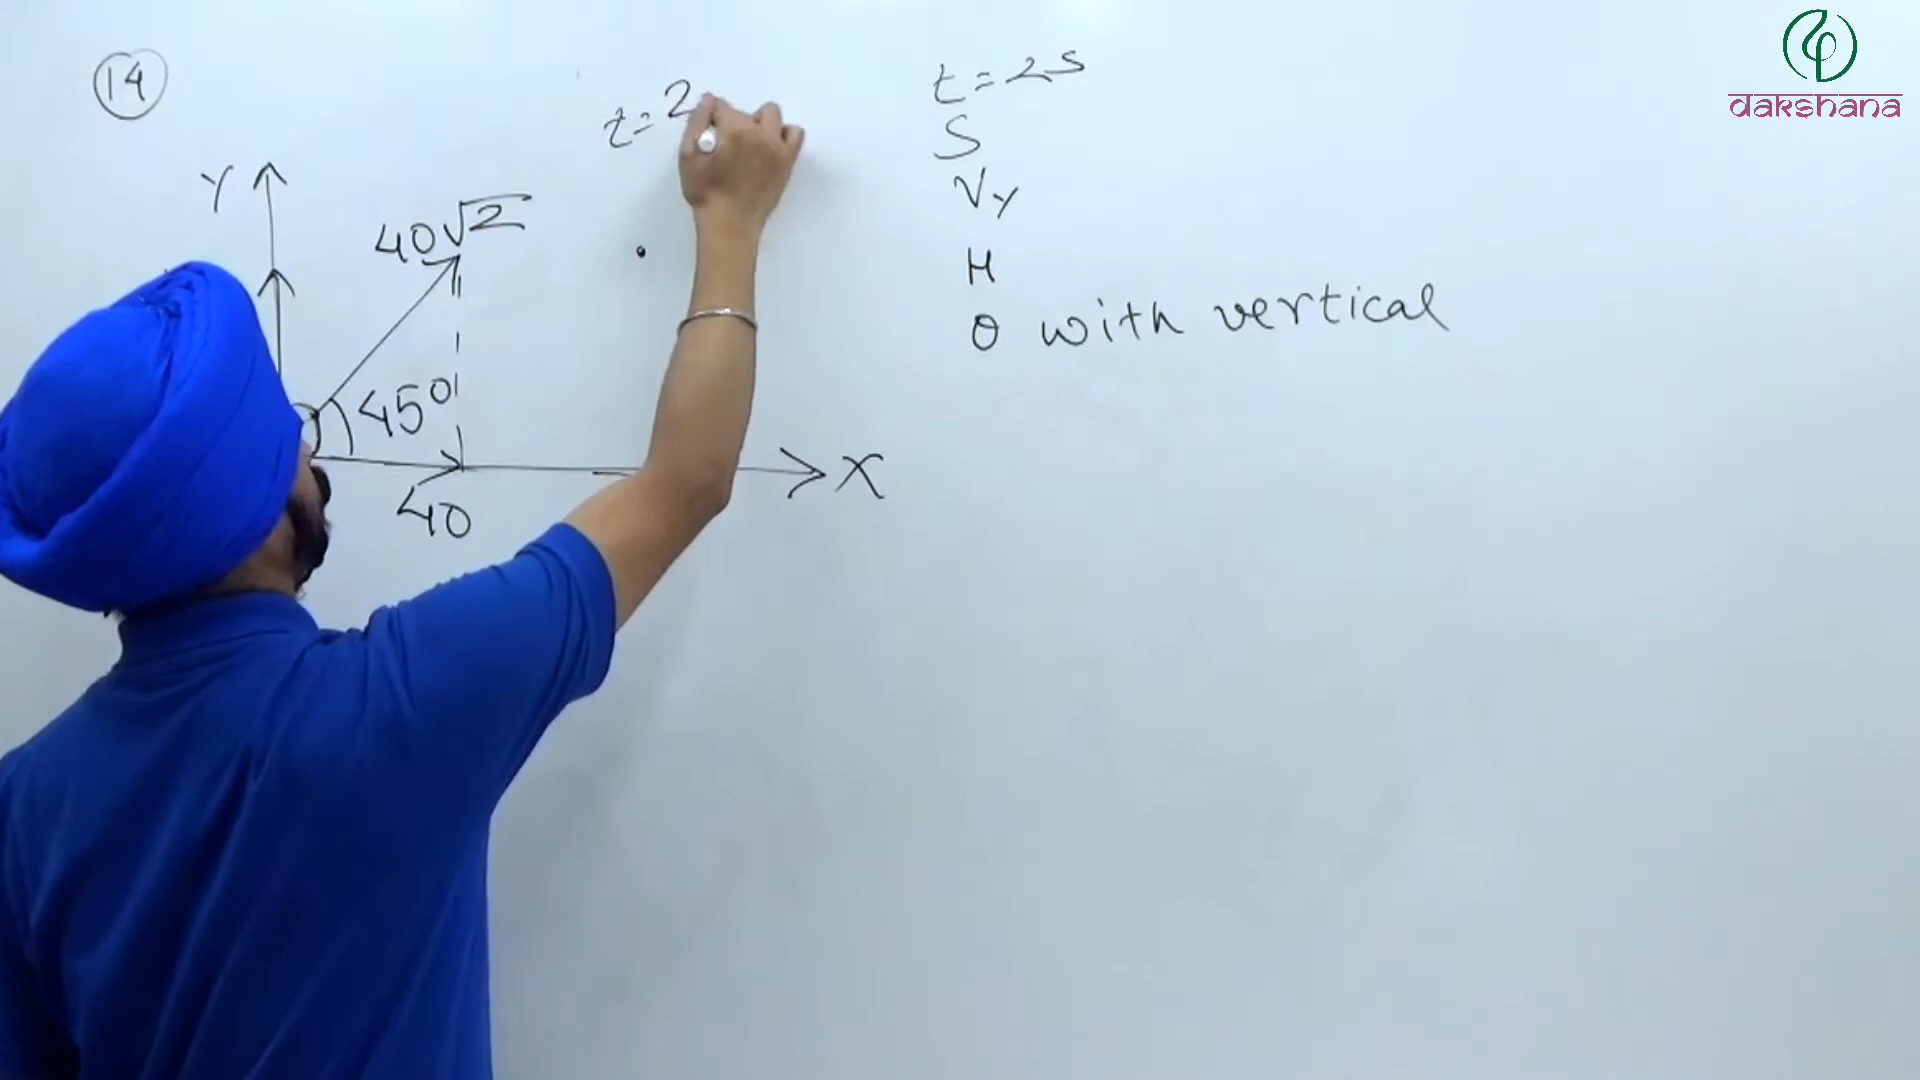 14
t=2
t=2s
S
Vy
H
θ with vertical
Y
40√2
45°
X
40
dakshana